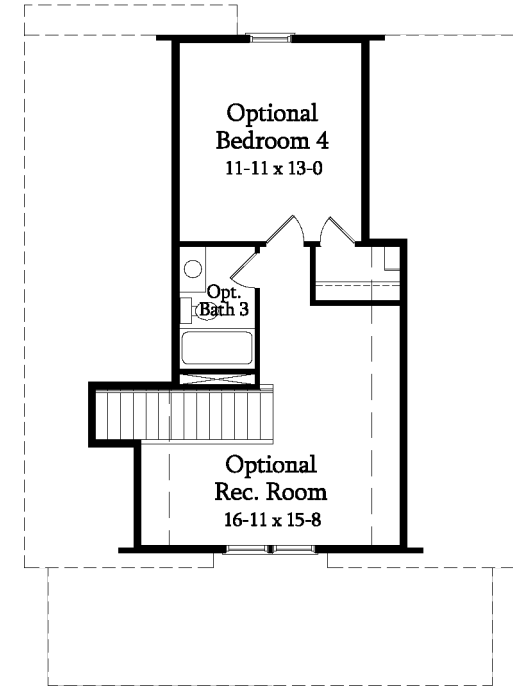 Optional
Bedroom 4
11-11 x 13-0
Opt.
Bath 3
Optional
Rec. Room
16-11 x 15-8